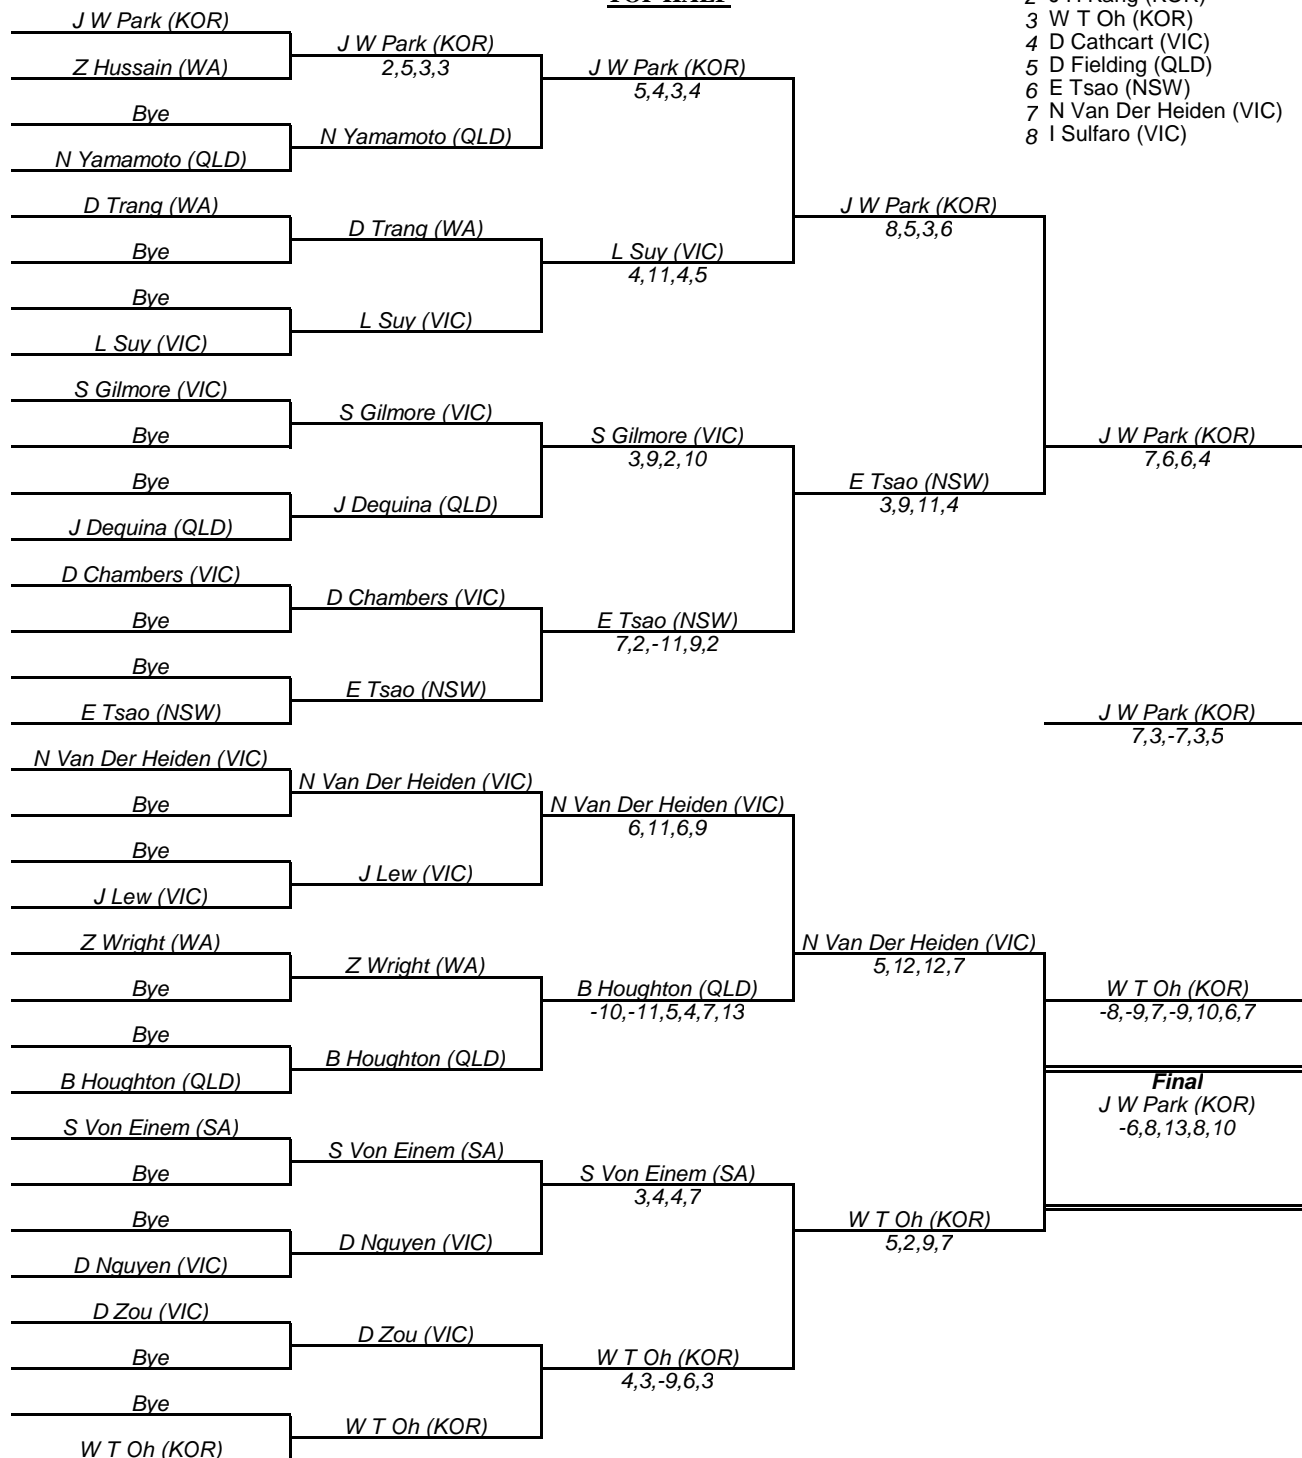 TOP HALF
2 J H Kang (KOR)
3 W T Oh (KOR)
4 D Cathcart (VIC)
5 D Fielding (QLD)
6 E Tsao (NSW)
7 N Van Der Heiden (VIC)
8 I Sulfaro (VIC)
J W Park (KOR)
Z Hussain (WA)
Bye
N Yamamoto (QLD)
D Trang (WA)
Bye
Bye
L Suy (VIC)
S Gilmore (VIC)
Bye
Bye
J Dequina (QLD)
D Chambers (VIC)
Bye
Bye
E Tsao (NSW)
N Van Der Heiden (VIC)
Bye
Bye
J Lew (VIC)
Z Wright (WA)
Bye
Bye
B Houghton (QLD)
S Von Einem (SA)
Bye
Bye
D Nguyen (VIC)
D Zou (VIC)
Bye
Bye
W T Oh (KOR)
J W Park (KOR)
2,5,3,3
N Yamamoto (QLD)
D Trang (WA)
L Suy (VIC)
S Gilmore (VIC)
J Dequina (QLD)
D Chambers (VIC)
E Tsao (NSW)
N Van Der Heiden (VIC)
J Lew (VIC)
Z Wright (WA)
B Houghton (QLD)
S Von Einem (SA)
D Nguyen (VIC)
D Zou (VIC)
W T Oh (KOR)
J W Park (KOR)
5,4,3,4
L Suy (VIC)
4,11,4,5
S Gilmore (VIC)
3,9,2,10
E Tsao (NSW)
7,2,-11,9,2
N Van Der Heiden (VIC)
6,11,6,9
B Houghton (QLD)
-10,-11,5,4,7,13
S Von Einem (SA)
3,4,4,7
W T Oh (KOR)
4,3,-9,6,3
J W Park (KOR)
8,5,3,6
E Tsao (NSW)
3,9,11,4
N Van Der Heiden (VIC)
5,12,12,7
W T Oh (KOR)
5,2,9,7
J W Park (KOR)
7,6,6,4
J W Park (KOR)
7,3,-7,3,5
W T Oh (KOR)
-8,-9,7,-9,10,6,7
Final
J W Park (KOR)
-6,8,13,8,10